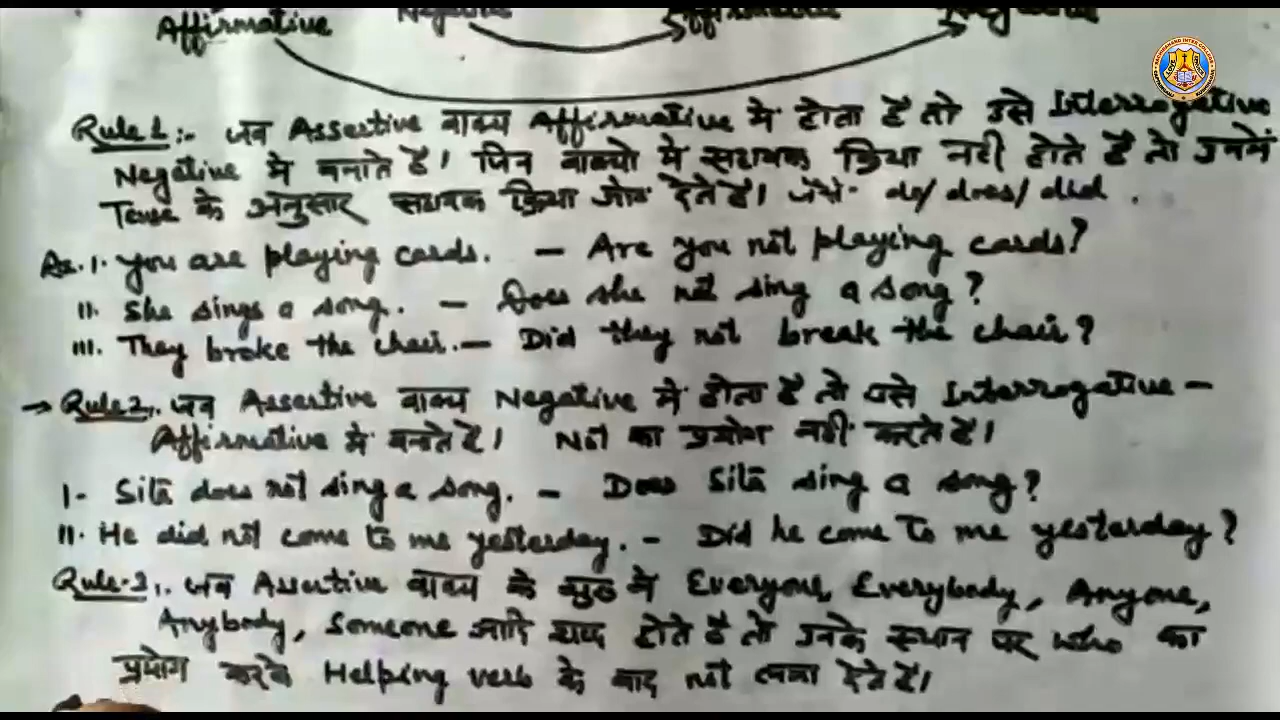 Affirmative Negative Affirmative Negative
Rule 1:- जब Assertive वाक्य Affirmative में होता है तो उसे Interrogative
Negative में बनाते है। जिन वाक्यो मे सहायक क्रिया नही होते है तो उनमें
Tense के अनुसार सहायक क्रिया जोड देते है। जैसे- do/does/did.
As. I. You are playing cards. - Are you not playing cards?
II. She sings a song. - Does she not sing a song?
III. They broke the chair. - Did they not break the chair?
→ Rule 2:. जब Assertive वाक्य Negative में होता है तो उसे Interrogative -
Affirmative में बनाते है। Not का प्रयोग नही करते है।
I- Sita does not sing a song. - Does Sita sing a song?
II. He did not come to me yesterday. - Did he come to me yesterday?
Rule-3:. जब Assertive वाक्य के शुरु मे Everyone, Everybody, Anyone,
Anybody, Someone आदि शब्द होते है तो उनके स्थान पर who का
प्रयोग करके Helping verb के बाद not लगा देते है।